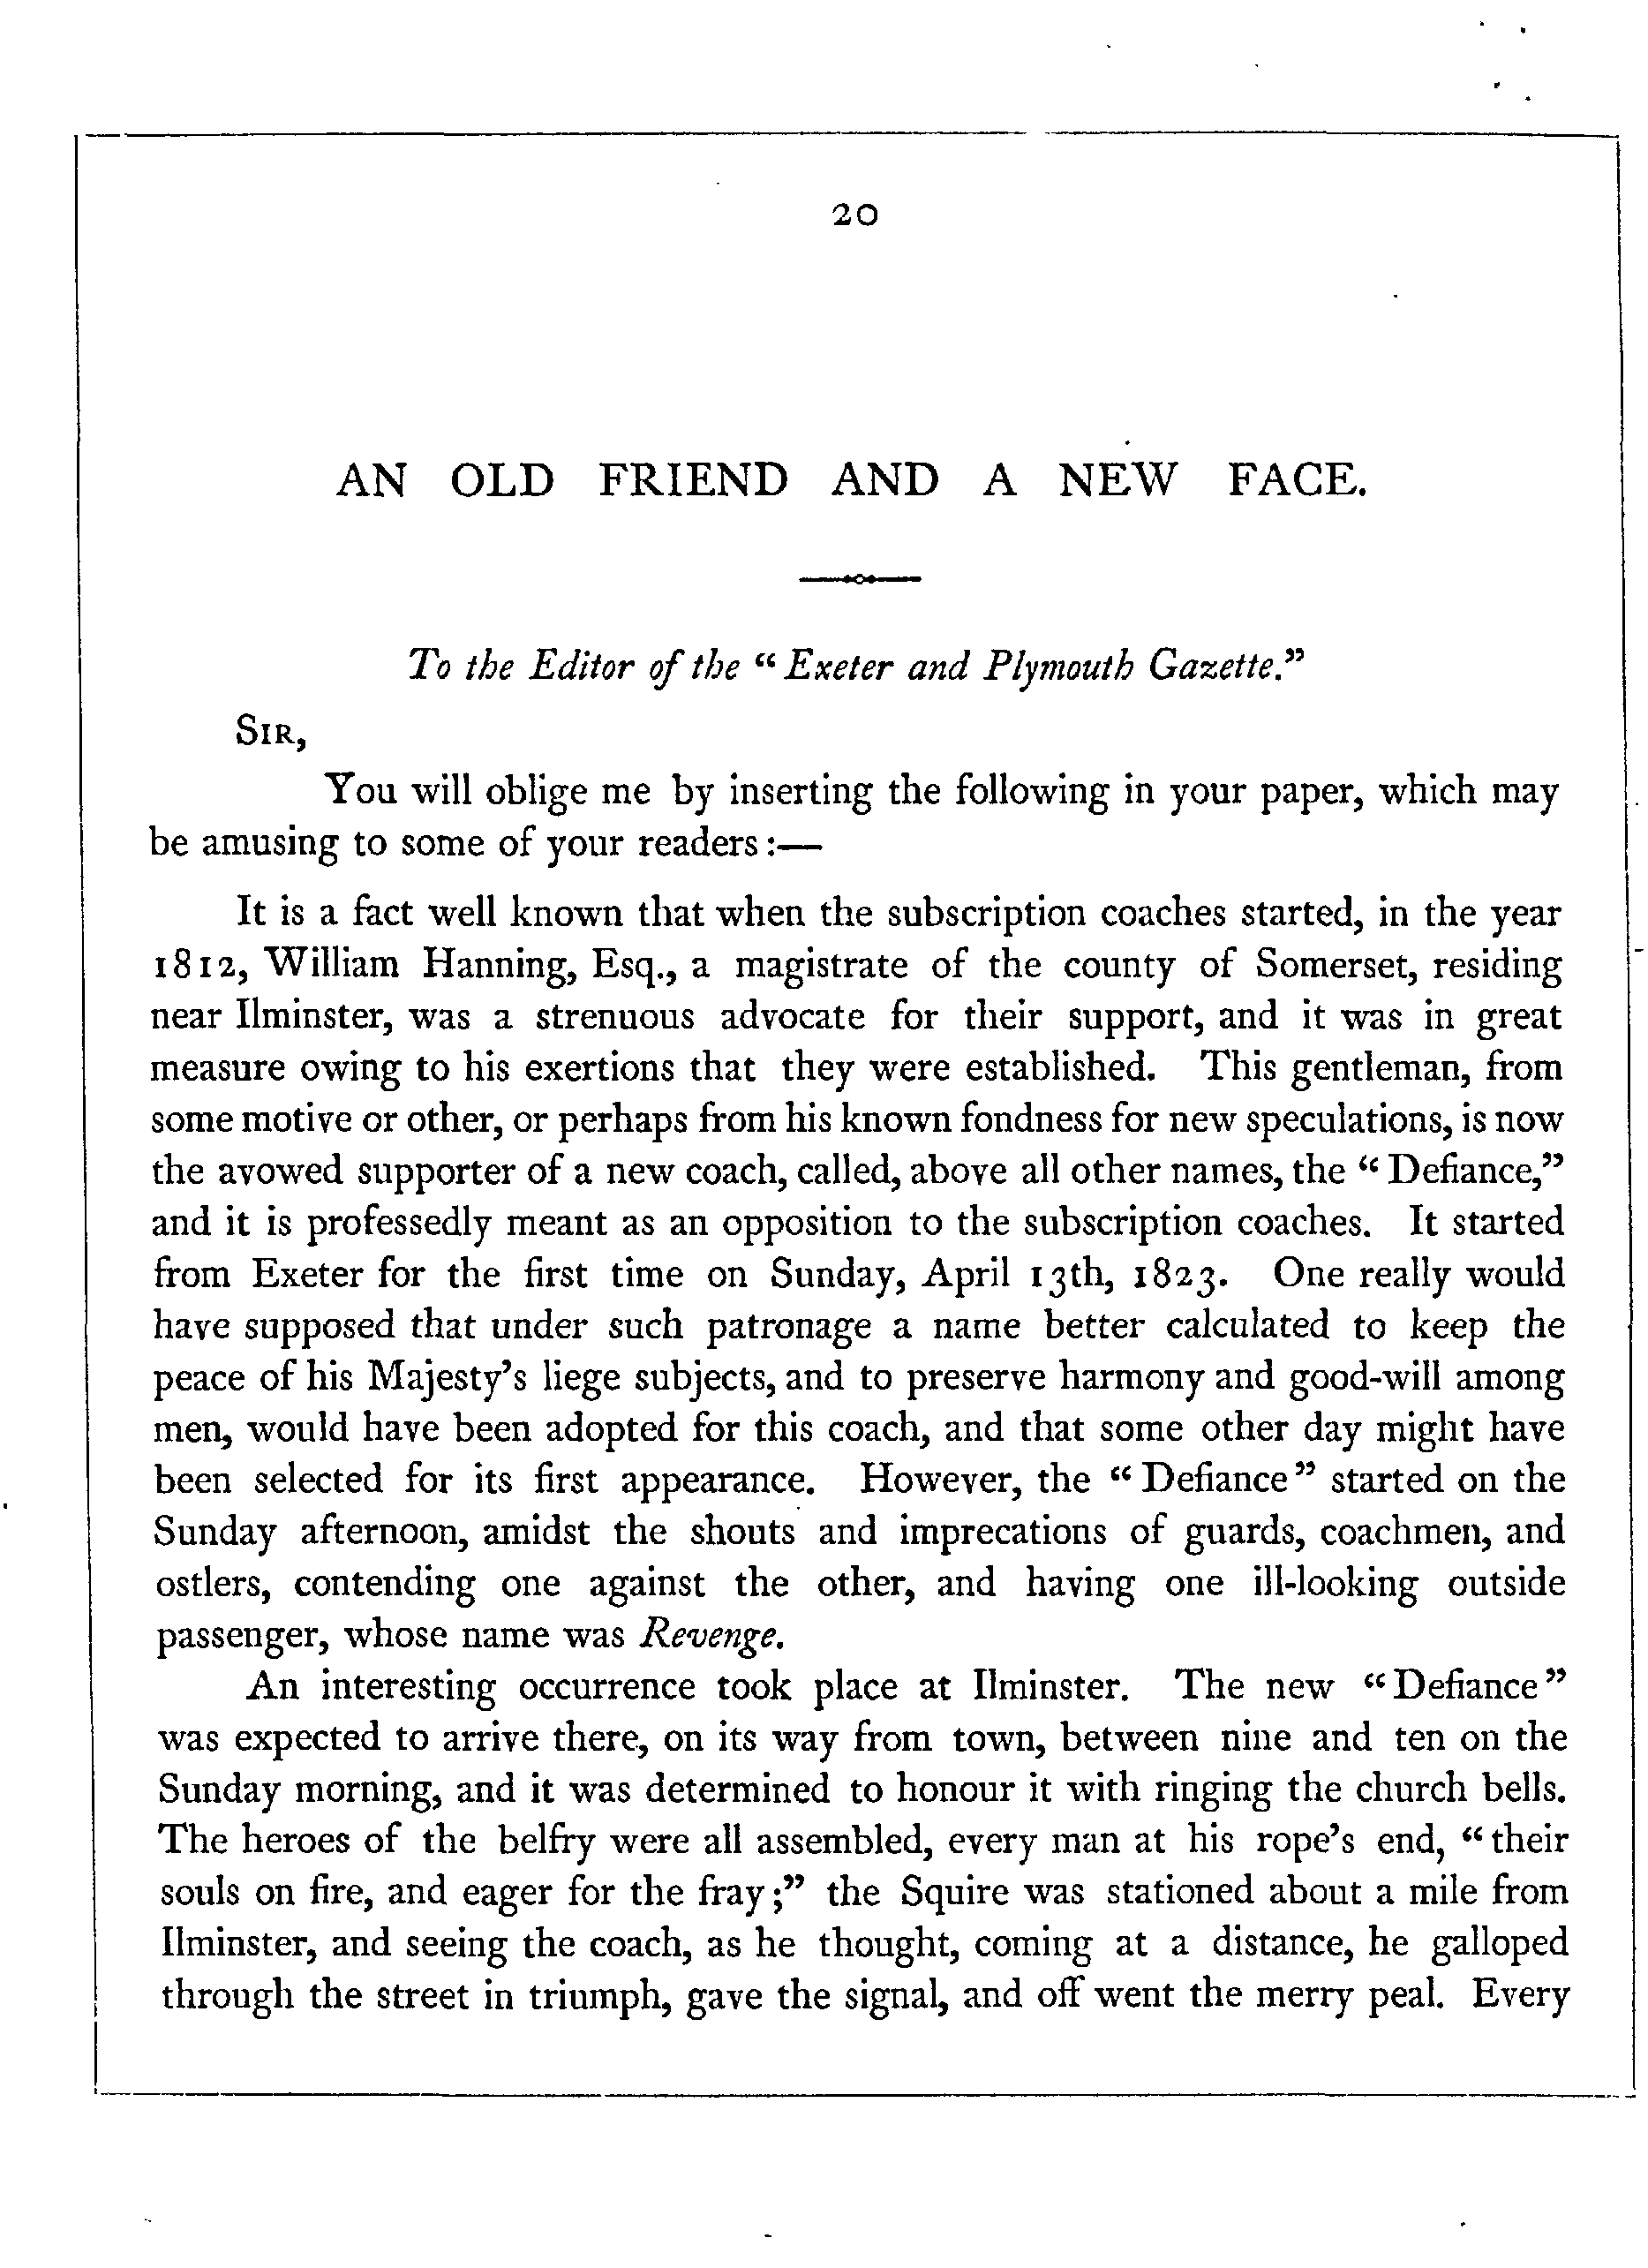 20
AN OLD FRIEND AND A NEW FACE.
To the Editor of the “Exeter and Plymouth Gazette.”
SIR,
You will oblige me by inserting the following in your paper, which may
be amusing to some of your readers :—
It is a fact well known that when the subscription coaches started, in the year
1812, William Hanning, Esq., a magistrate of the county of Somerset, residing
near Ilminster, was a strenuous advocate for their support, and it was in great
measure owing to his exertions that they were established. This gentleman, from
some motive or other, or perhaps from his known fondness for new speculations, is now
the avowed supporter of a new coach, called, above all other names, the “Defiance,”
and it is professedly meant as an opposition to the subscription coaches. It started
from Exeter for the first time on Sunday, April 13th, 1823. One really would
have supposed that under such patronage a name better calculated to keep the
peace of his Majesty’s liege subjects, and to preserve harmony and good-will among
men, would have been adopted for this coach, and that some other day might have
been selected for its first appearance. However, the “Defiance” started on the
Sunday afternoon, amidst the shouts and imprecations of guards, coachmen, and
ostlers, contending one against the other, and having one ill-looking outside
passenger, whose name was Revenge.
An interesting occurrence took place at Ilminster. The new “Defiance”
was expected to arrive there, on its way from town, between nine and ten on the
Sunday morning, and it was determined to honour it with ringing the church bells.
The heroes of the belfry were all assembled, every man at his rope’s end, “their
souls on fire, and eager for the fray ;” the Squire was stationed about a mile from
Ilminster, and seeing the coach, as he thought, coming at a distance, he galloped
through the street in triumph, gave the signal, and off went the merry peal. Every